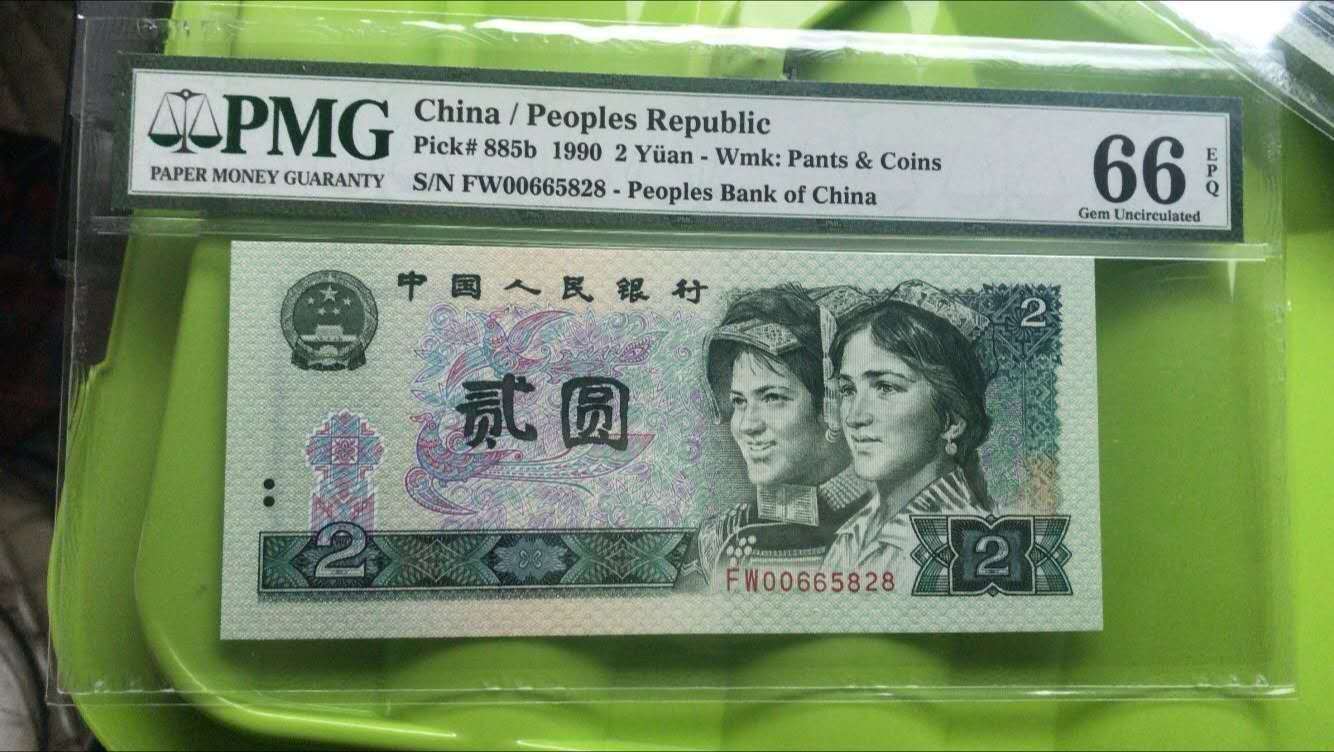 PMG
PAPER MONEY GUARANTY
China / Peoples Republic
Pick# 885b 1990 2 Yüan - Wmk: Pants & Coins
S/N FW00665828 - Peoples Bank of China
66
EPQ
Gem Uncirculated
中国人民银行
2
贰圆
2
FW00665828
2